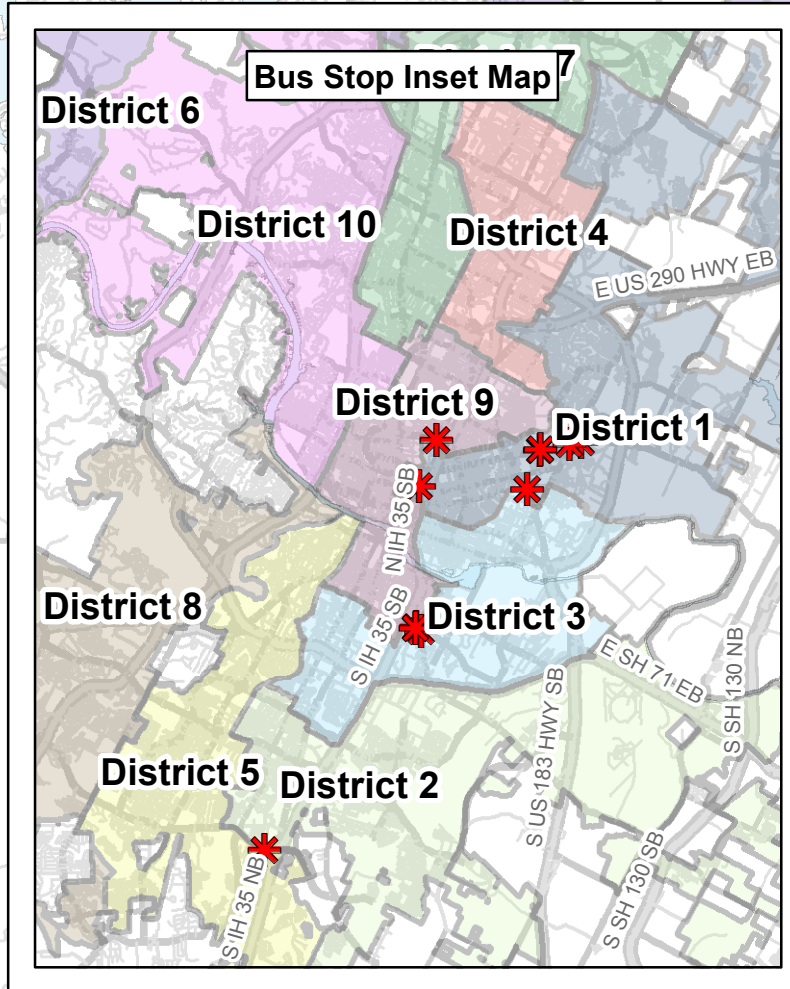 Bus Stop Inset Map
7
District 6
District 10
District 4
E US 290 HWY EB
District 9
District 1
N IH 35 SB
District 8
S IH 35 SB
District 3
E SH 71 EB
S SH 130 NB
S US 183 HWY SB
District 5
District 2
S IH 35 NB
S SH 130 SB